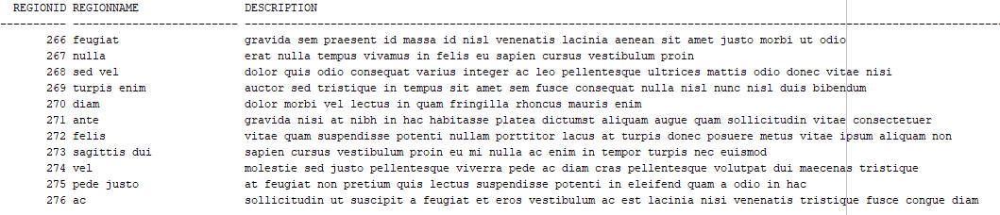 REGIONID REGIONNAME DESCRIPTION
266 feugiat gravida sem praesent id massa id nisl venenatis lacinia aenean sit amet justo morbi ut odio
267 nulla erat nulla tempus vivamus in felis eu sapien cursus vestibulum proin
268 sed vel dolor quis odio consequat varius integer ac leo pellentesque ultrices mattis odio donec vitae nisi
269 turpis enim auctor sed tristique in tempus sit amet sem fusce consequat nulla nisl nunc nisl duis bibendum
270 diam dolor morbi vel lectus in quam fringilla rhoncus mauris enim
271 ante gravida nisi at nibh in hac habitasse platea dictumst aliquam augue quam sollicitudin vitae consectetuer
272 felis vitae quam suspendisse potenti nullam porttitor lacus at turpis donec posuere metus vitae ipsum aliquam non
273 sagittis dui sapien cursus vestibulum proin eu mi nulla ac enim in tempor turpis nec euismod
274 vel molestie sed justo pellentesque viverra pede ac diam cras pellentesque volutpat dui maecenas tristique
275 pede justo at feugiat non pretium quis lectus suspendisse potenti in eleifend quam a odio in hac
276 ac sollicitudin ut suscipit a feugiat et eros vestibulum ac est lacinia nisi venenatis tristique fusce congue diam